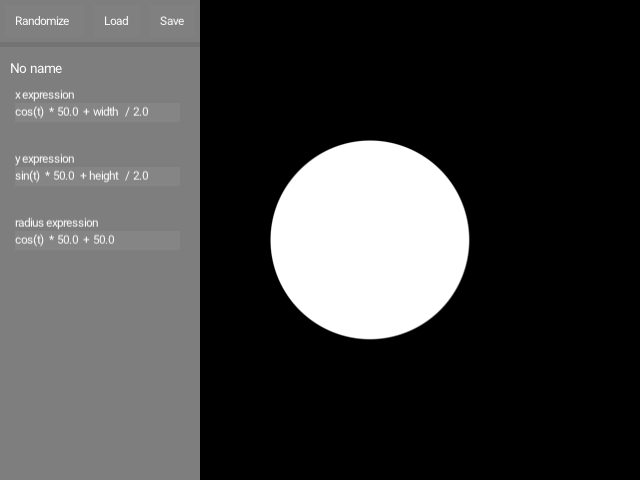 Randomize Load Save
No name
x expression
cos(t) * 50.0 + width / 2.0
y expression
sin(t) * 50.0 + height / 2.0
radius expression
cos(t) * 50.0 + 50.0